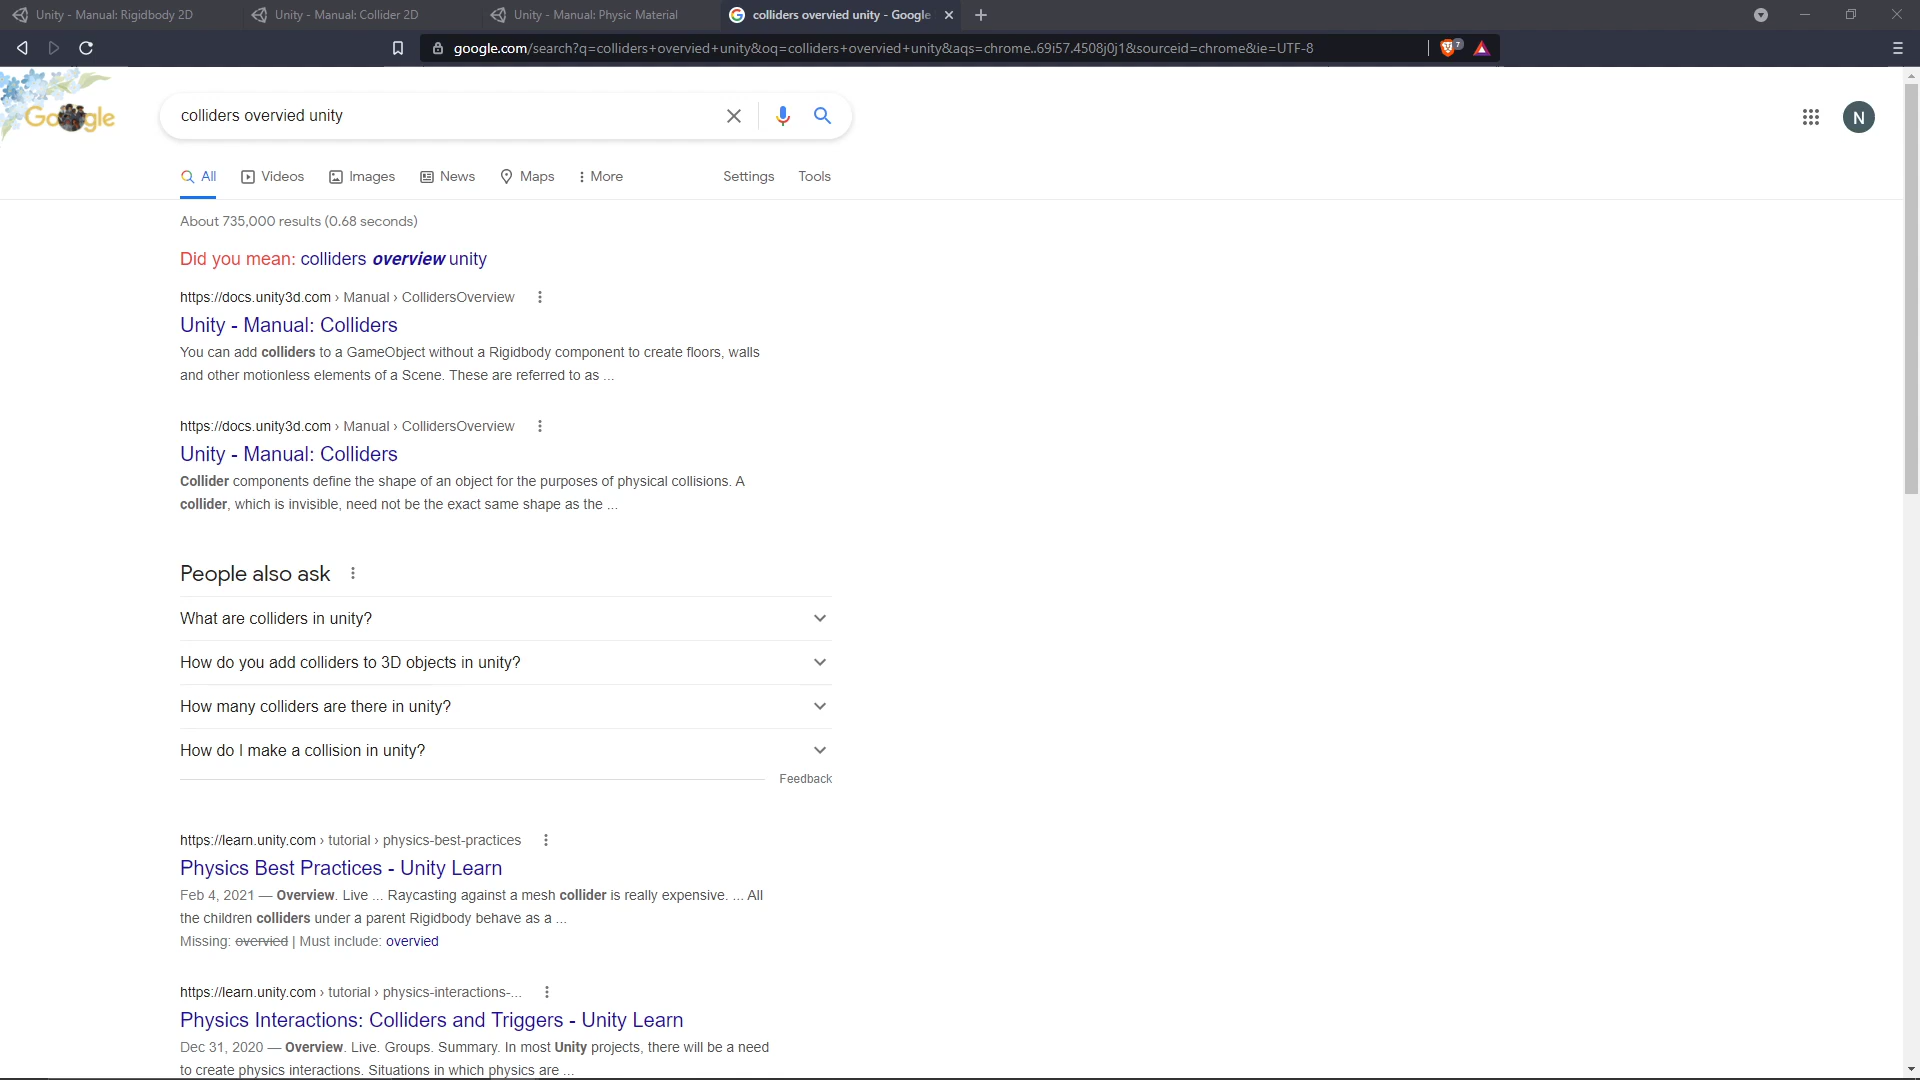 Unity - Manual: Rigidbody 2D
Unity - Manual: Collider 2D
Unity - Manual: Physic Material
colliders overvied unity - Google
google.com/search?q=colliders+overvied+unity&oq=colliders+overvied+unity&aqs=chrome..69i57.4508j0j1&sourceid=chrome&ie=UTF-8
7
Google
colliders overvied unity
N
All
Videos
Images
News
Maps
More
Settings
Tools
About 735,000 results (0.68 seconds)
Did you mean: colliders overview unity
https://docs.unity3d.com › Manual › CollidersOverview
Unity - Manual: Colliders
You can add colliders to a GameObject without a Rigidbody component to create floors, walls
and other motionless elements of a Scene. These are referred to as ...
https://docs.unity3d.com › Manual › CollidersOverview
Unity - Manual: Colliders
Collider components define the shape of an object for the purposes of physical collisions. A
collider, which is invisible, need not be the exact same shape as the ...
People also ask
What are colliders in unity?
How do you add colliders to 3D objects in unity?
How many colliders are there in unity?
How do I make a collision in unity?
Feedback
https://learn.unity.com › tutorial › physics-best-practices
Physics Best Practices - Unity Learn
Feb 4, 2021 — Overview. Live ... Raycasting against a mesh collider is really expensive. ... All
the children colliders under a parent Rigidbody behave as a ...
Missing: overvied | Must include: overvied
https://learn.unity.com › tutorial › physics-interactions-...
Physics Interactions: Colliders and Triggers - Unity Learn
Dec 31, 2020 — Overview. Live. Groups. Summary. In most Unity projects, there will be a need
to create physics interactions. Situations in which physics are ...